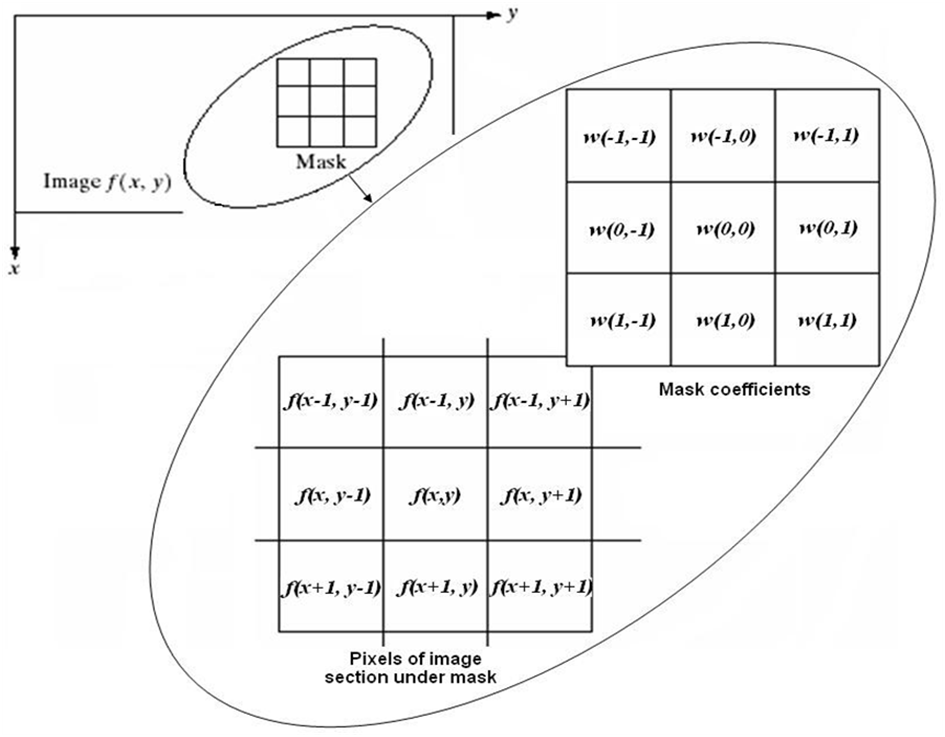 y
Mask
Image f(x, y)
x
w(-1,-1) w(-1,0) w(-1,1)
w(0,-1) w(0,0) w(0,1)
w(1,-1) w(1,0) w(1,1)
Mask coefficients
f(x-1, y-1) f(x-1, y) f(x-1, y+1)
f(x, y-1) f(x,y) f(x, y+1)
f(x+1, y-1) f(x+1, y) f(x+1, y+1)
Pixels of image
section under mask